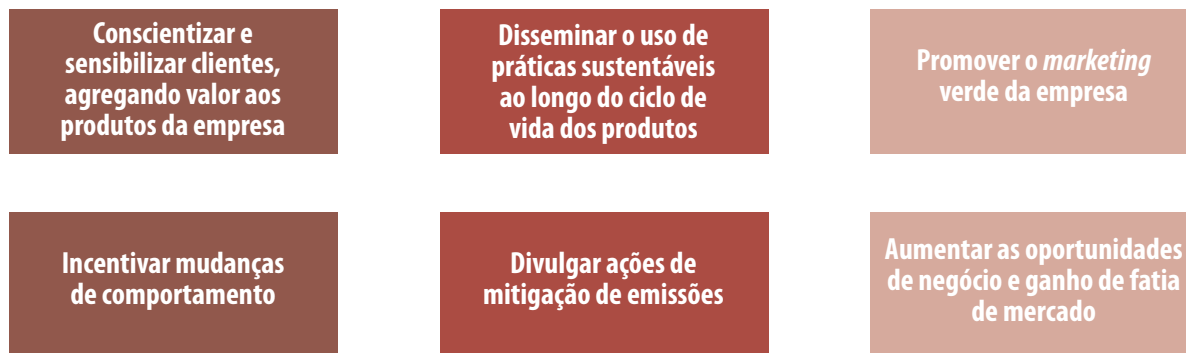 Conscientizar e
sensibilizar clientes,
agregando valor aos
produtos da empresa
Disseminar o uso de
práticas sustentáveis
ao longo do ciclo de
vida dos produtos
Promover o marketing
verde da empresa
Incentivar mudanças
de comportamento
Divulgar ações de
mitigação de emissões
Aumentar as oportunidades
de negócio e ganho de fatia
de mercado